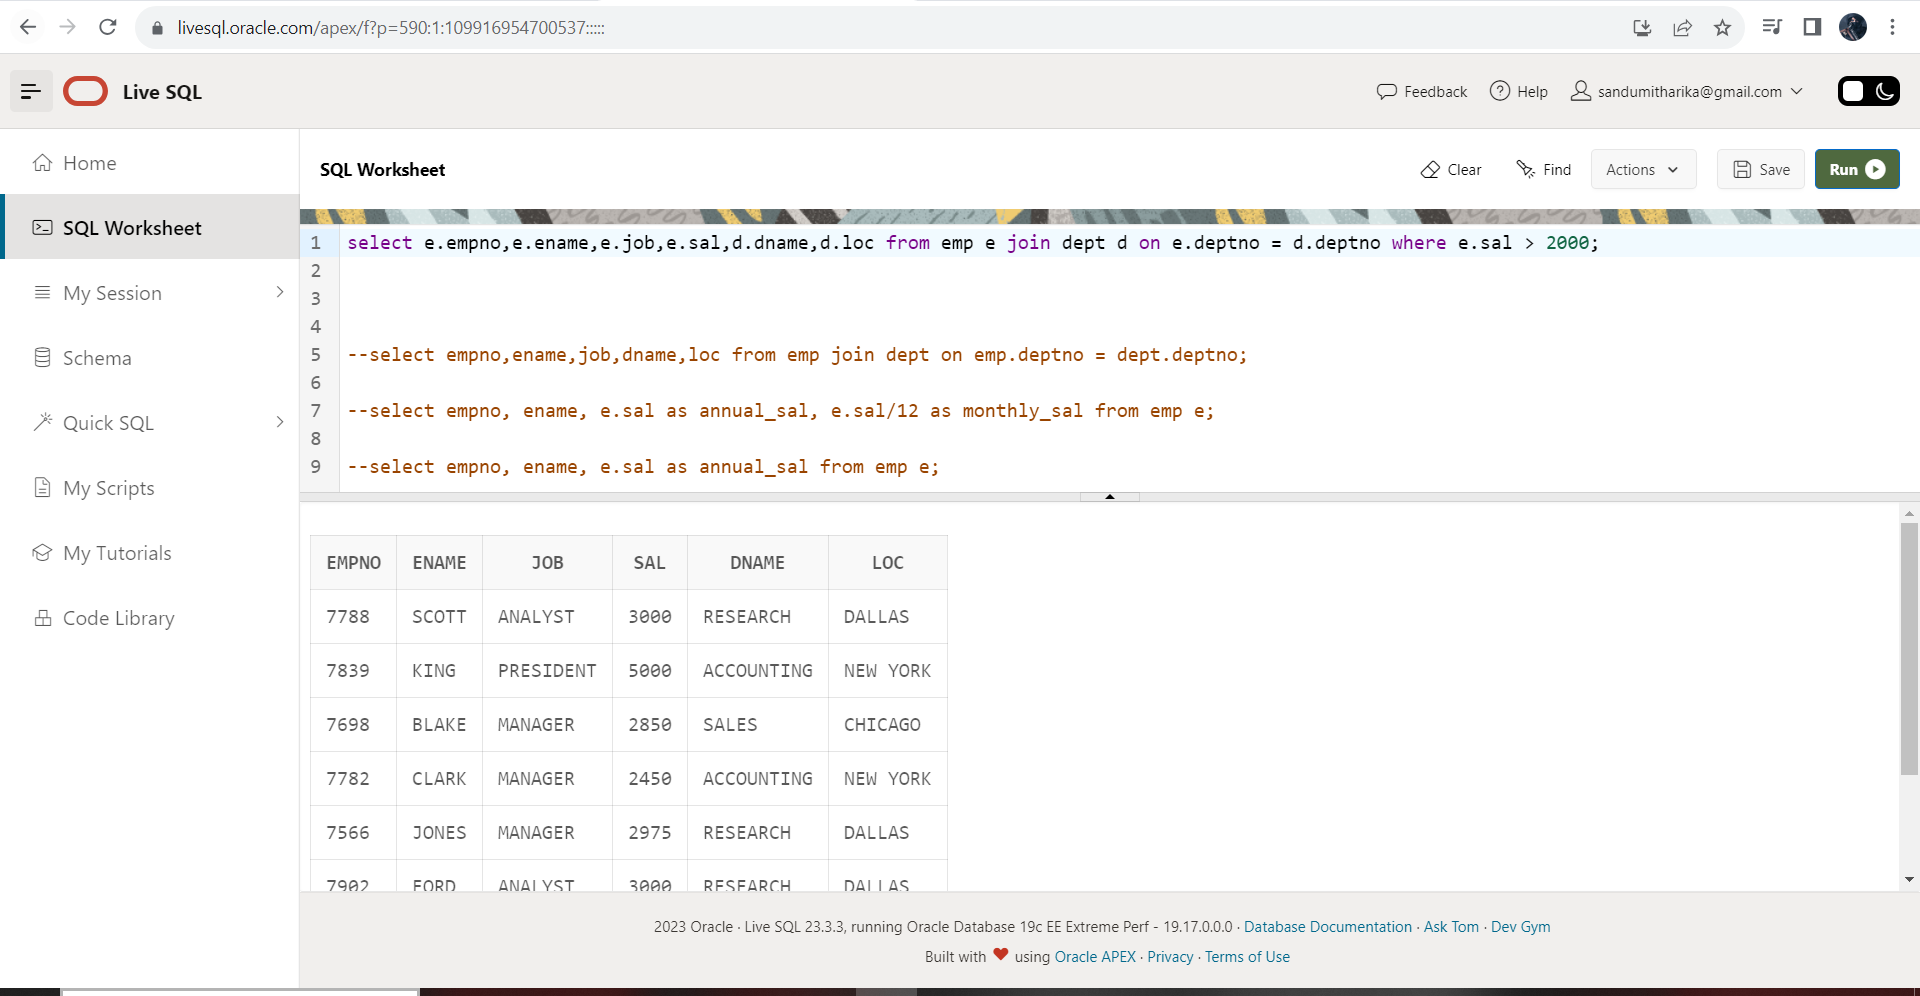 livesql.oracle.com/apex/f?p=590:1:109916954700537:::::
Live SQL
Feedback
Help
sandumitharika@gmail.com
Home
SQL Worksheet
My Session
Schema
Quick SQL
My Scripts
My Tutorials
Code Library
SQL Worksheet
Clear
Find
Actions
Save
Run
1 select e.empno,e.ename,e.job,e.sal,d.dname,d.loc from emp e join dept d on e.deptno = d.deptno where e.sal > 2000;
2
3
4
5 --select empno,ename,job,dname,loc from emp join dept on emp.deptno = dept.deptno;
6
7 --select empno, ename, e.sal as annual_sal, e.sal/12 as monthly_sal from emp e;
8
9 --select empno, ename, e.sal as annual_sal from emp e;
EMPNO ENAME JOB SAL DNAME LOC
7788 SCOTT ANALYST 3000 RESEARCH DALLAS
7839 KING PRESIDENT 5000 ACCOUNTING NEW YORK
7698 BLAKE MANAGER 2850 SALES CHICAGO
7782 CLARK MANAGER 2450 ACCOUNTING NEW YORK
7566 JONES MANAGER 2975 RESEARCH DALLAS
7902 FORD ANALYST 3000 RESEARCH DALLAS
2023 Oracle · Live SQL 23.3.3, running Oracle Database 19c EE Extreme Perf - 19.17.0.0.0 · Database Documentation · Ask Tom · Dev Gym
Built with ❤ using Oracle APEX · Privacy · Terms of Use